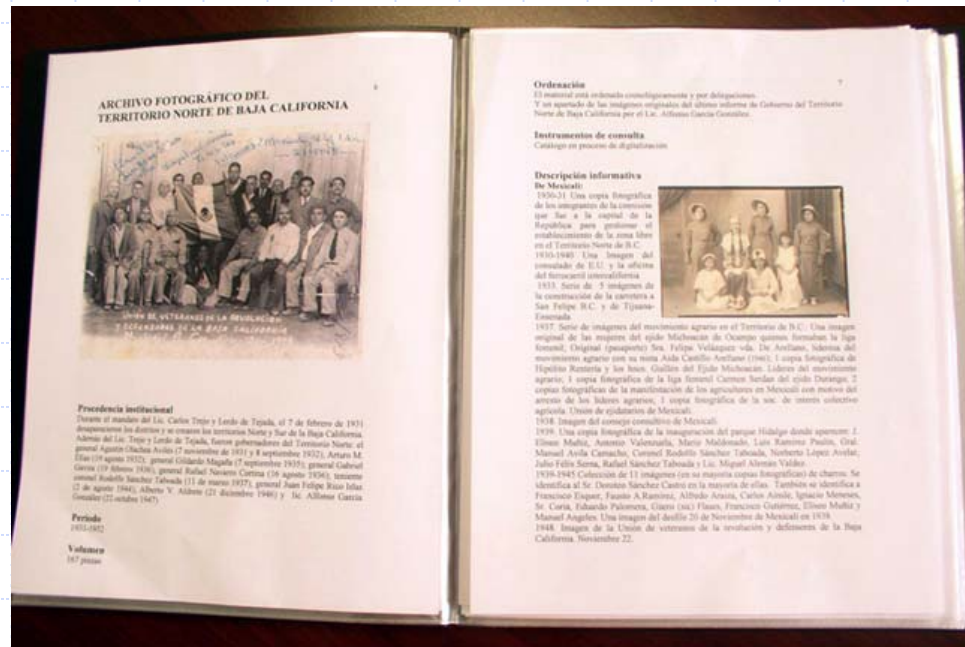 6
ARCHIVO FOTOGRÁFICO DEL
TERRITORIO NORTE DE BAJA CALIFORNIA
UNION DE VETERANOS DE LA REVOLUCION
Y DEFENSORES DE LA BAJA CALIFORNIA
Procedencia institucional
Durante el mandato del Lic. Carlos Trejo y Lerdo de Tejada, el 7 de febrero de 1931
desaparecieron los distritos y se crearon los territorios Norte y Sur de la Baja California.
Además del Lic. Trejo y Lerdo de Tejada, fueron gobernadores del Territorio Norte: el
general Agustín Olachea Avilés (7 noviembre de 1931 y 8 septiembre 1932), Arturo M.
Elías (19 agosto 1932); general Gildardo Magaña (7 septiembre 1935); general Gabriel
Gavira (19 febrero 1936), general Rafael Navarro Cortina (16 agosto 1936); teniente
coronel Rodolfo Sánchez Taboada (11 de marzo 1937); general Juan Felipe Rico Islas
(2 de agosto 1944), Alberto V. Aldrete (21 diciembre 1946) y lic. Alfonso García
González (22 octubre 1947)
Período
1931-1952
Volumen
167 piezas
7
Ordenación
El material está ordenado cronológicamente y por delegaciones.
Y un apartado de las imágenes originales del último informe de Gobierno del Territorio
Norte de Baja California por el Lic. Alfonso García González.
Instrumentos de consulta
Catálogo en proceso de digitalización
Descripción informativa
De Mexicali:
1930-31 Una copia fotográfica
de los integrantes de la comisión
que fue a la capital de la
República para gestionar el
establecimiento de la zona libre
en el Territorio Norte de B.C.
1930-1940 Una Imagen del
consulado de E.U. y la oficina
del ferrocarril intercalifornia
1933. Serie de 5 imágenes de
la construcción de la carretera a
San Felipe B.C. y de Tijuana-
Ensenada.
1937. Serie de imágenes del movimiento agrario en el Territorio de B.C. Una imagen
original de las mujeres del ejido Michoacán de Ocampo quienes formaban la liga
femenil; Original (pasaporte) Sra. Felipa Velázquez vda. De Arellano, lideresa del
movimiento agrario con su nieta Aida Castillo Arellano (1946); 1 copia fotográfica de
Hipólito Rentería y los hnos. Guillén del Ejido Michoacán. Líderes del movimiento
agrario; 1 copia fotográfica de la liga femenil Carmen Serdan del ejido Durango; 2
copias fotográficas de la manifestación de los agricultores en Mexicali con motivo del
arresto de los líderes agrarios; 1 copia fotográfica de la soc. de interés colectivo
agrícola. Unión de ejidatarios de Mexicali.
1938. Imagen del consejo consultivo de Mexicali.
1939. Una copia fotográfica de la inauguración del parque Hidalgo donde aparecen: J.
Eliseo Muñiz, Antonio Valenzuela, Mario Maldonado, Luis Ramírez Paulín, Gral.
Manuel Avila Camacho, Coronel Rodolfo Sánchez Taboada, Norberto López Avelar,
Julio Félix Serna, Rafael Sánchez Taboada y Lic. Miguel Alemán Valdez.
1939-1945 Colección de 11 imágenes (en su mayoría copias fotográficas) de charros. Se
identifica al Sr. Doroteo Sánchez Castro en la mayoría de ellas. También se identifica a
Francisco Esquer, Fausto A.Ramírez, Alfredo Araiza, Carlos Ainsle, Ignacio Meneses,
Sr. Coria, Eduardo Palomera, Güero (sic) Flaues, Francisco Gutiérrez, Eliseo Muñiz y
Manuel Angeles. Una imagen del desfile 20 de Noviembre de Mexicali en 1939.
1948. Imagen de la Unión de veteranos de la revolución y defensores de la Baja
California. Noviembre 22.